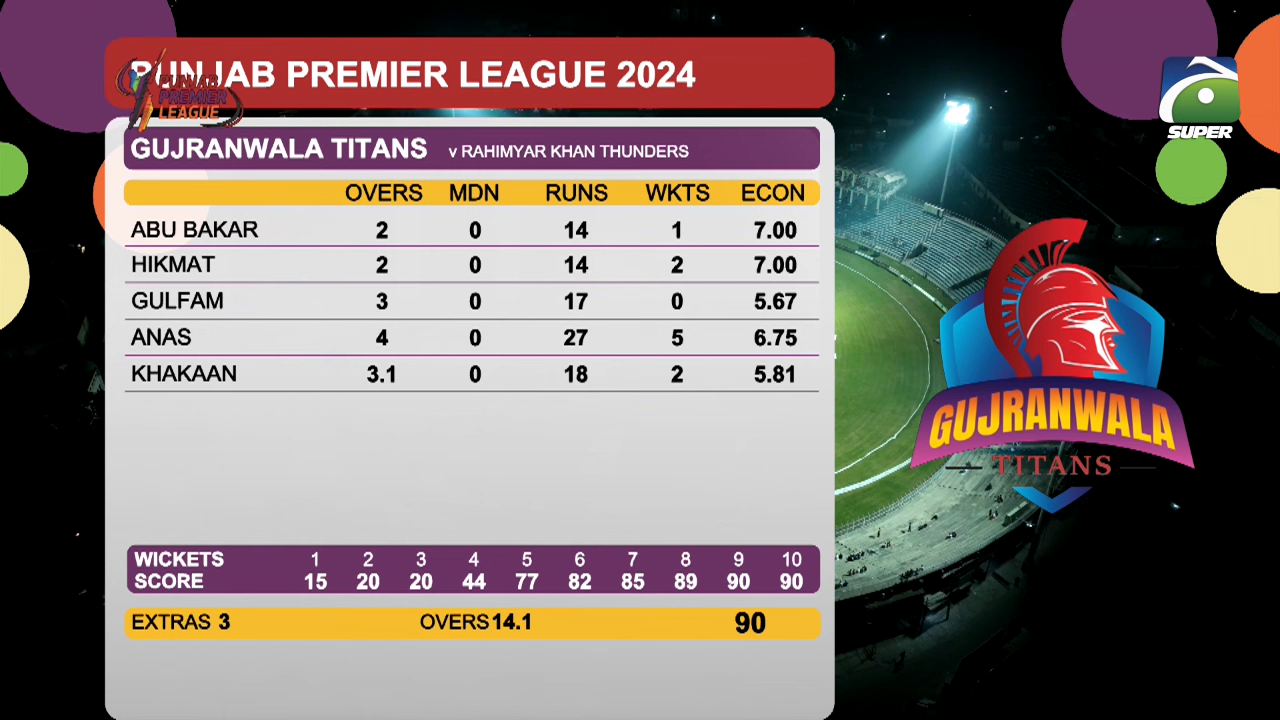 PUNJAB PREMIER LEAGUE 2024
PUNJAB
PREMIER
LEAGUE
SUPER
GUJRANWALA TITANS v RAHIMYAR KHAN THUNDERS
OVERS MDN RUNS WKTS ECON
ABU BAKAR 2 0 14 1 7.00
HIKMAT 2 0 14 2 7.00
GULFAM 3 0 17 0 5.67
ANAS 4 0 27 5 6.75
KHAKAAN 3.1 0 18 2 5.81
GUJRANWALA
TITANS
WICKETS 1 2 3 4 5 6 7 8 9 10
SCORE 15 20 20 44 77 82 85 89 90 90
EXTRAS 3 OVERS 14.1 90